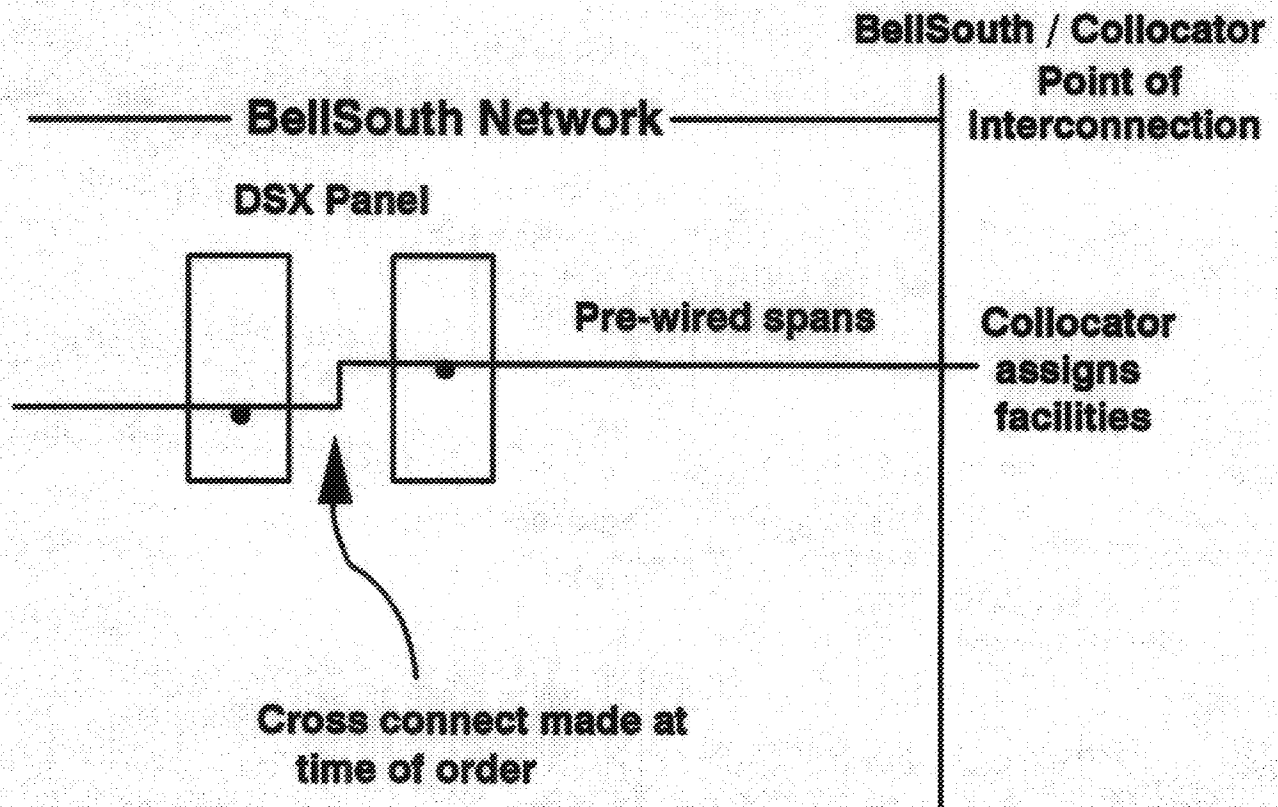 BellSouth / Collocator
Point of
Interconnection
BellSouth Network
DSX Panel
Pre-wired spans
Collocator
assigns
facilities
Cross connect made at
time of order